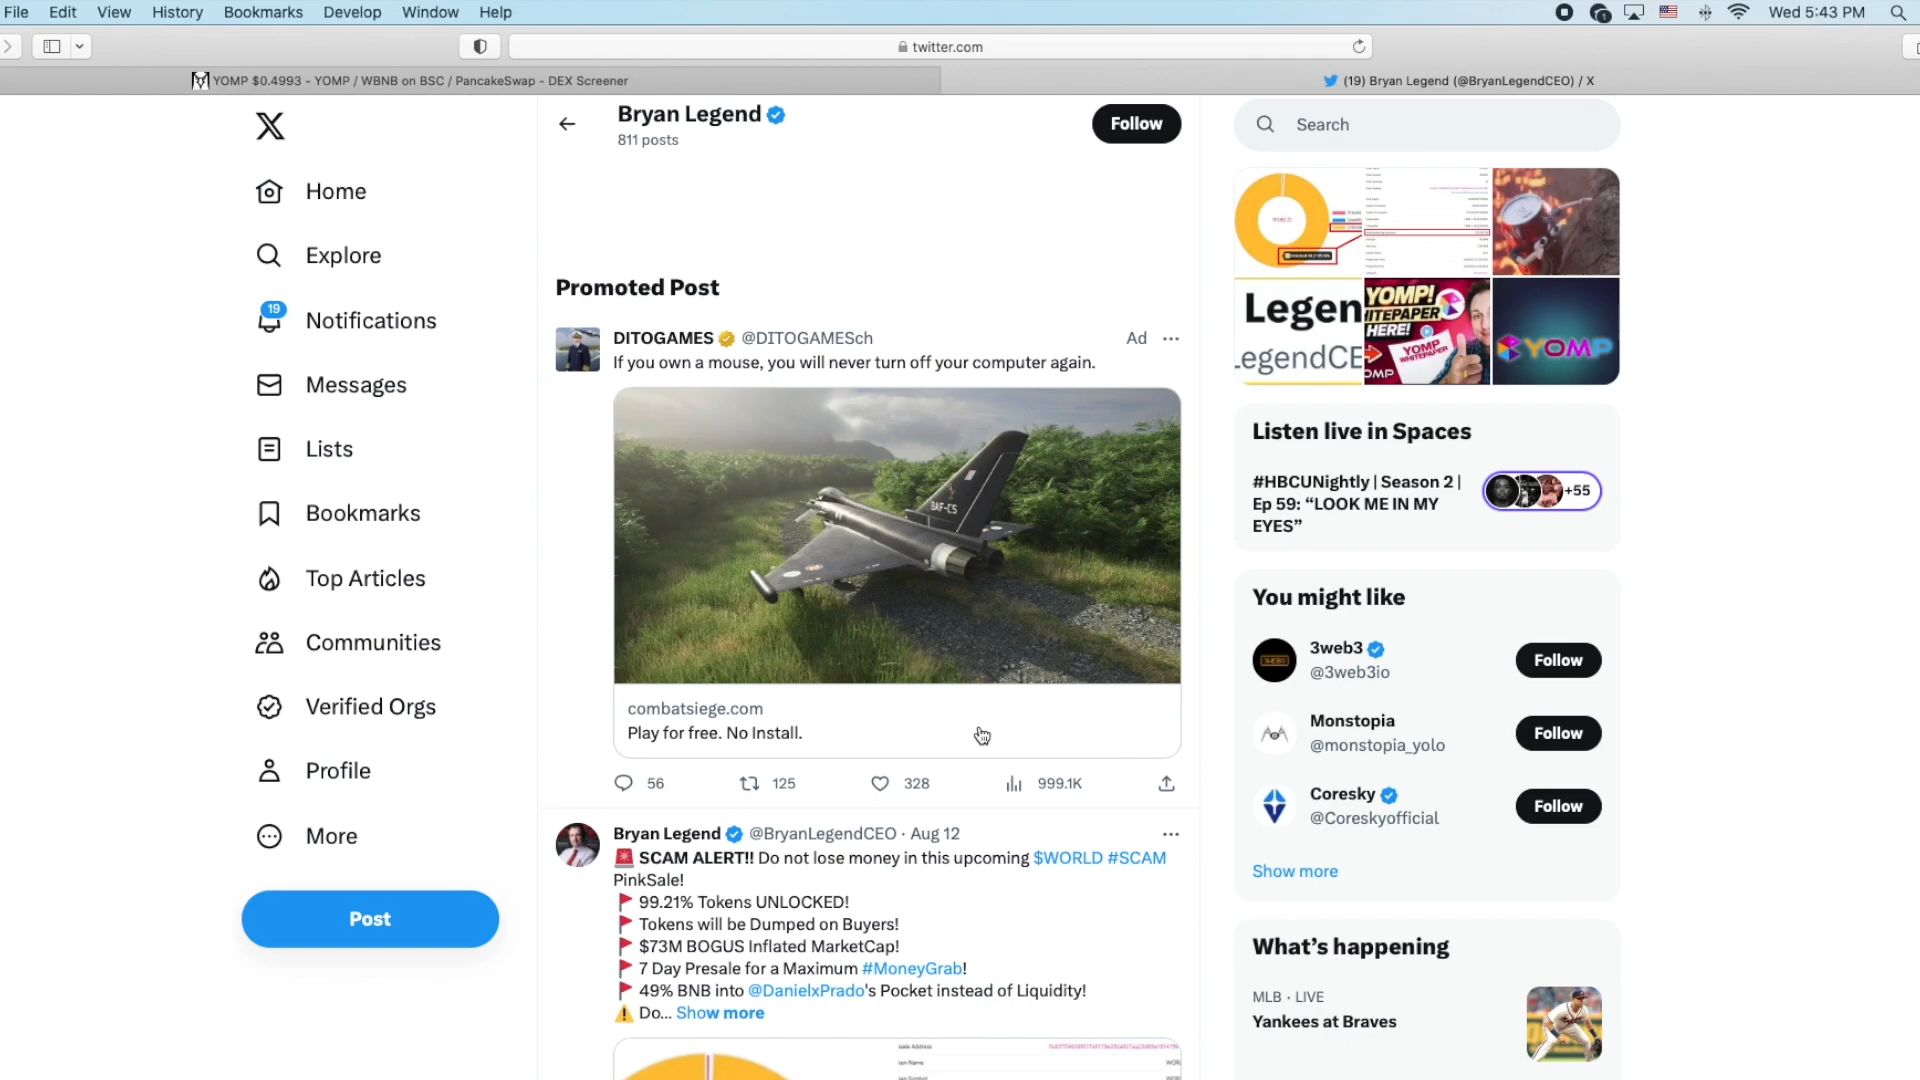 File Edit View History Bookmarks Develop Window Help
Wed 5:43 PM
twitter.com
YOMP $0.4993 - YOMP / WBNB on BSC / PancakeSwap - DEX Screener
(19) Bryan Legend (@BryanLegendCEO) / X
Home
Explore
19
Notifications
Messages
Lists
Bookmarks
Top Articles
Communities
Verified Orgs
Profile
More
Post
Bryan Legend
811 posts
Follow
Promoted Post
DITOGAMES @DITOGAMESch
Ad
If you own a mouse, you will never turn off your computer again.
combatsiege.com
Play for free. No Install.
56 125 328 999.1K
Bryan Legend @BryanLegendCEO · Aug 12
🚨 SCAM ALERT!! Do not lose money in this upcoming $WORLD #SCAM
PinkSale!
🚩 99.21% Tokens UNLOCKED!
🚩 Tokens will be Dumped on Buyers!
🚩 $73M BOGUS Inflated MarketCap!
🚩 7 Day Presale for a Maximum #MoneyGrab!
🚩 49% BNB into @DanielxPrado's Pocket instead of Liquidity!
⚠️ Do... Show more
Search
WORLD
Legen
LegendCE
YOMP!
HITEPAPER
HERE!
YOMP
WHITEPAPER
OMP
YOMP
Listen live in Spaces
#HBCUNightly | Season 2 |
Ep 59: “LOOK ME IN MY
EYES”
+55
You might like
3web3
@3web3io
Follow
Monstopia
@monstopia_yolo
Follow
Coresky
@Coreskyofficial
Follow
Show more
What’s happening
MLB · LIVE
Yankees at Braves